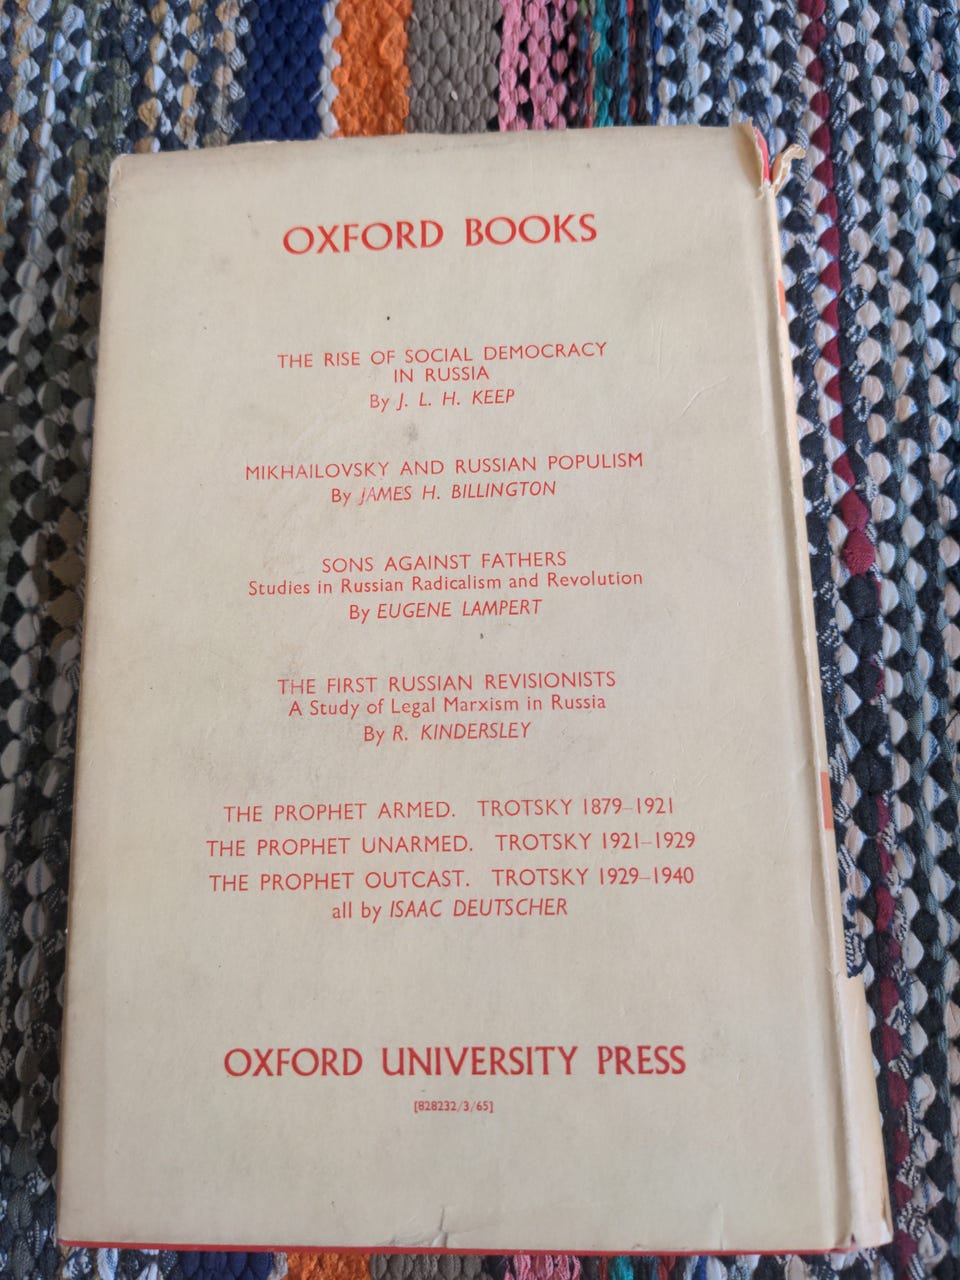 OXFORD BOOKS
THE RISE OF SOCIAL DEMOCRACY
IN RUSSIA
By J. L. H. KEEP
MIKHAILOVSKY AND RUSSIAN POPULISM
By JAMES H. BILLINGTON
SONS AGAINST FATHERS
Studies in Russian Radicalism and Revolution
By EUGENE LAMPERT
THE FIRST RUSSIAN REVISIONISTS
A Study of Legal Marxism in Russia
By R. KINDERSLEY
THE PROPHET ARMED. TROTSKY 1879–1921
THE PROPHET UNARMED. TROTSKY 1921–1929
THE PROPHET OUTCAST. TROTSKY 1929–1940
all by ISAAC DEUTSCHER
OXFORD UNIVERSITY PRESS
[828232/3/65]